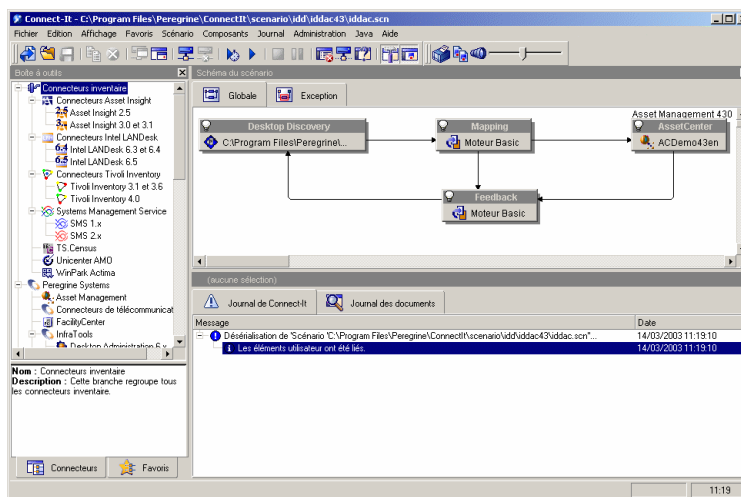 Connect-It - C:\Program Files\Peregrine\ConnectIt\scenario\idd\iddac43\iddac.scn
Fichier Edition Affichage Favoris Scénario Composants Journal Administration Java Aide
Boîte à outils
Connecteurs inventaire
Connecteurs Asset Insight
Asset Insight 2.5
Asset Insight 3.0 et 3.1
Connecteurs Intel LANDesk
Intel LANDesk 6.3 et 6.4
Intel LANDesk 6.5
Connecteurs Tivoli Inventory
Tivoli Inventory 3.1 et 3.6
Tivoli Inventory 4.0
Systems Management Service
SMS 1.x
SMS 2.x
TS.Census
Unicenter AMO
WinPark Actima
Peregrine Systems
Asset Management
Connecteurs de télécommunicat
FacilityCenter
InfraTools
Desktop Administration 6.x
Nom : Connecteurs inventaire
Description : Cette branche regroupe tous
les connecteurs inventaire.
Connecteurs Favoris
Schéma du scénario
Globale Exception
Asset Management 430
Desktop Discovery
C:\Program Files\Peregrine\...
Mapping
Moteur Basic
AssetCenter
ACDemo43en
Feedback
Moteur Basic
(aucune sélection)
Journal de Connect-It Journal des documents
Message Date
Désérialisation de 'Scénario 'C:\Program Files\Peregrine\ConnectIt\scenario\idd\iddac43\iddac.scn''... 14/03/2003 11:19:10
Les éléments utilisateur ont été liés. 14/03/2003 11:19:10
11:19